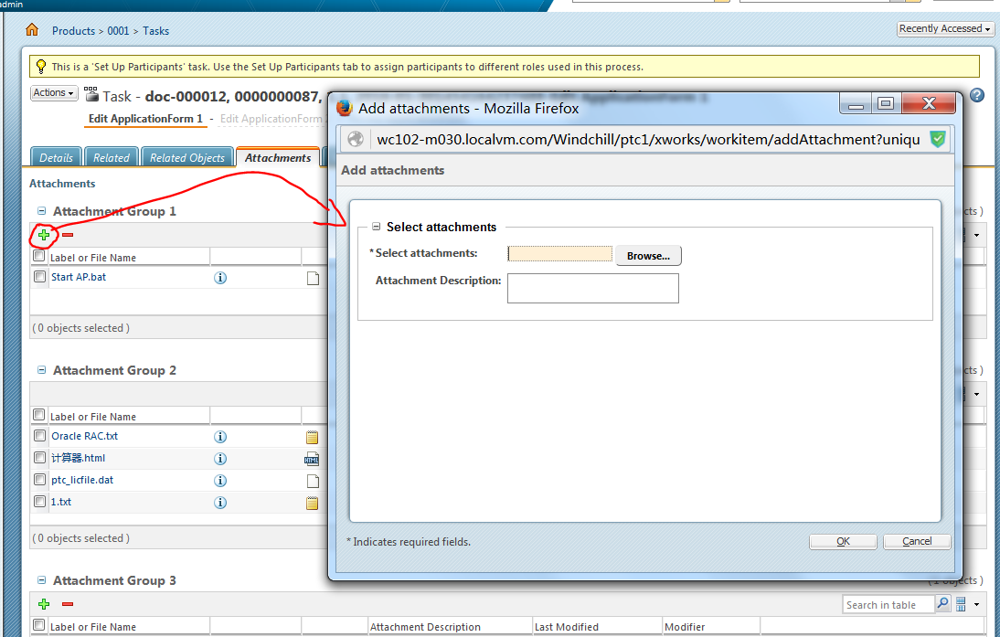 admin
Products > 0001 > Tasks
Recently Accessed
This is a 'Set Up Participants' task. Use the Set Up Participants tab to assign participants to different roles used in this process.
Actions
Task - doc-000012, 0000000087,
Edit ApplicationForm 1 - Edit ApplicationForm
Details
Related
Related Objects
Attachments
Attachments
Attachment Group 1
Label or File Name
Start AP.bat
( 0 objects selected )
Attachment Group 2
Label or File Name
Oracle RAC.txt
计算器.html
ptc_licfile.dat
1.txt
( 0 objects selected )
Attachment Group 3
( 1 objects )
Search in table
Label or File Name
Attachment Description
Last Modified
Modifier
Add attachments - Mozilla Firefox
wc102-m030.localvm.com/Windchill/ptc1/xworks/workitem/addAttachment?uniqu
Add attachments
Select attachments
* Select attachments:
Browse...
Attachment Description:
* Indicates required fields.
OK
Cancel